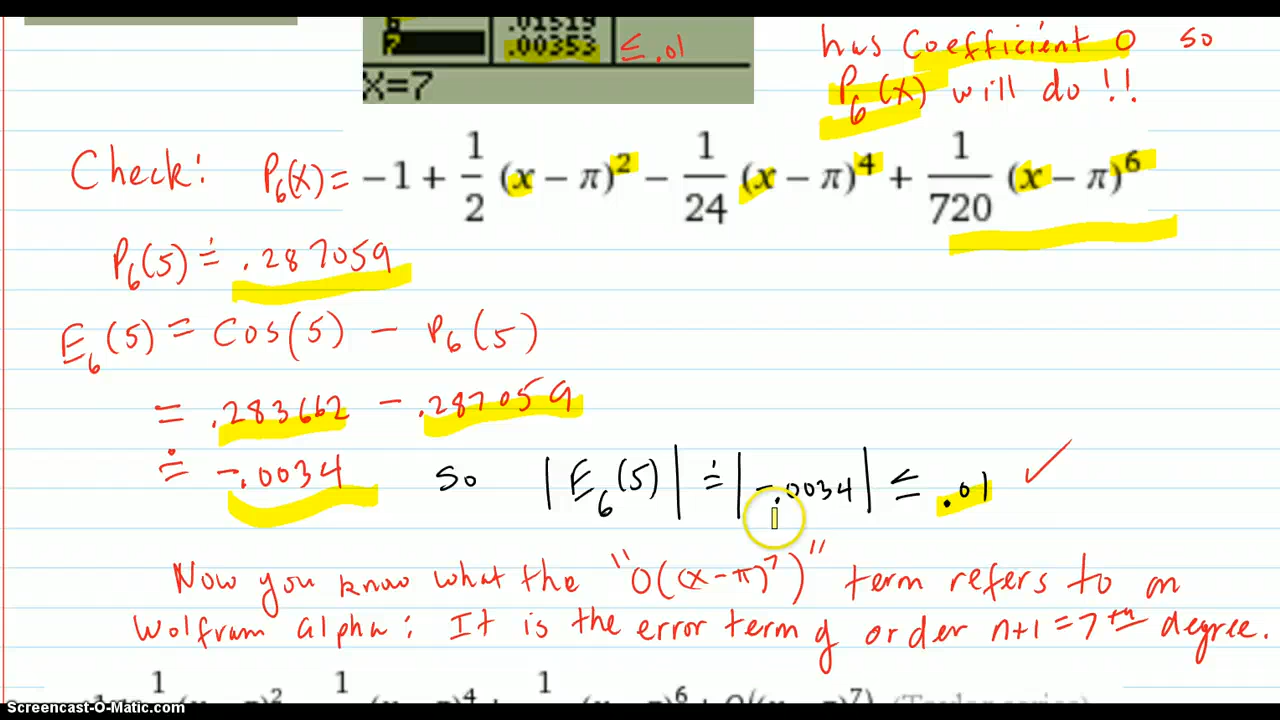 6 .01519
7 .00353 ≤ .01
X=7
has coefficient 0 so
P₆(x) will do !!
Check: P₆(x) = −1 + 1/2 (x − π)² − 1/24 (x − π)⁴ + 1/720 (x − π)⁶
P₆(5) ≐ .287059
E₆(5) = Cos(5) − P₆(5)
= .283662 − .287059
≐ −.0034 so |E₆(5)| ≐ |−.0034| ≤ .01 ✓
Now you know what the "O((x−π)⁷)" term refers to on
Wolfram alpha: It is the error term of order n+1 = 7th degree.
Screencast-O-Matic.com